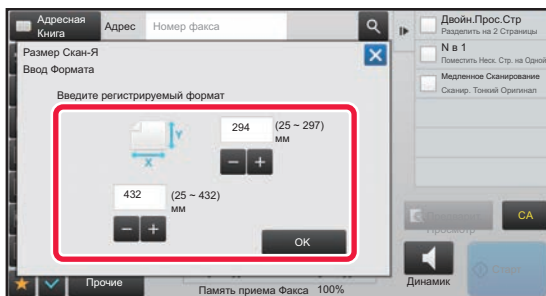 Адресная
Книга
Адрес
Номер факса
Двойн.Прос.Стр
Разделить на 2 Страницы
N в 1
Поместить Неск. Стр. на Одной
Медленное Сканирование
Сканир. Тонкий Оригинал
Размер Скан-Я
Ввод Формата
Введите регистрируемый формат
Y
X
294 (25 ~ 297)
мм
− +
432 (25 ~ 432)
мм
− +
OK
CA
Просмотр
Динамик
Старт
Прочие
Память приема Факса 100%